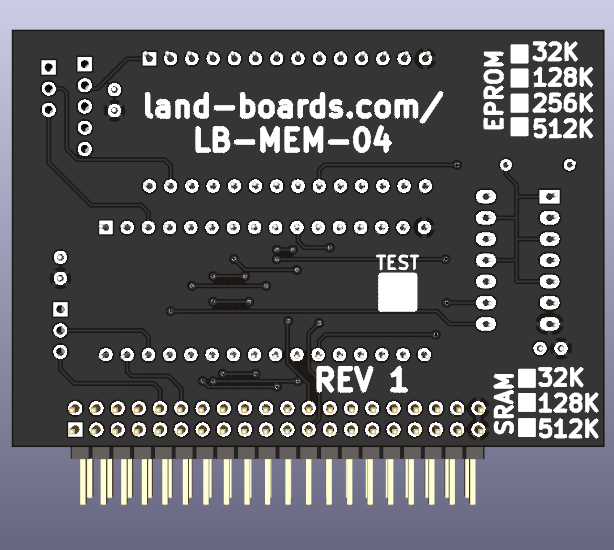 EPROM
32K
128K
256K
512K
land-boards.com/
LB-MEM-04
TEST
REV 1
SRAM
32K
128K
512K